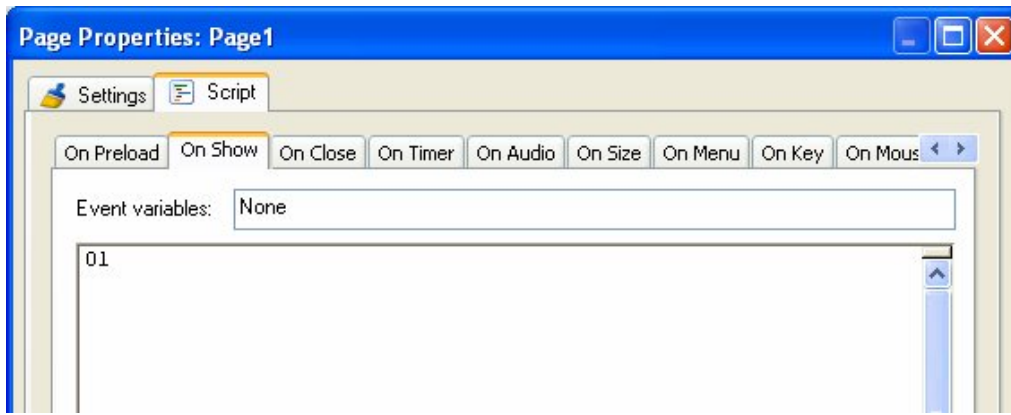 Page Properties: Page1
Settings Script
On Preload On Show On Close On Timer On Audio On Size On Menu On Key On Mous
Event variables: None
01